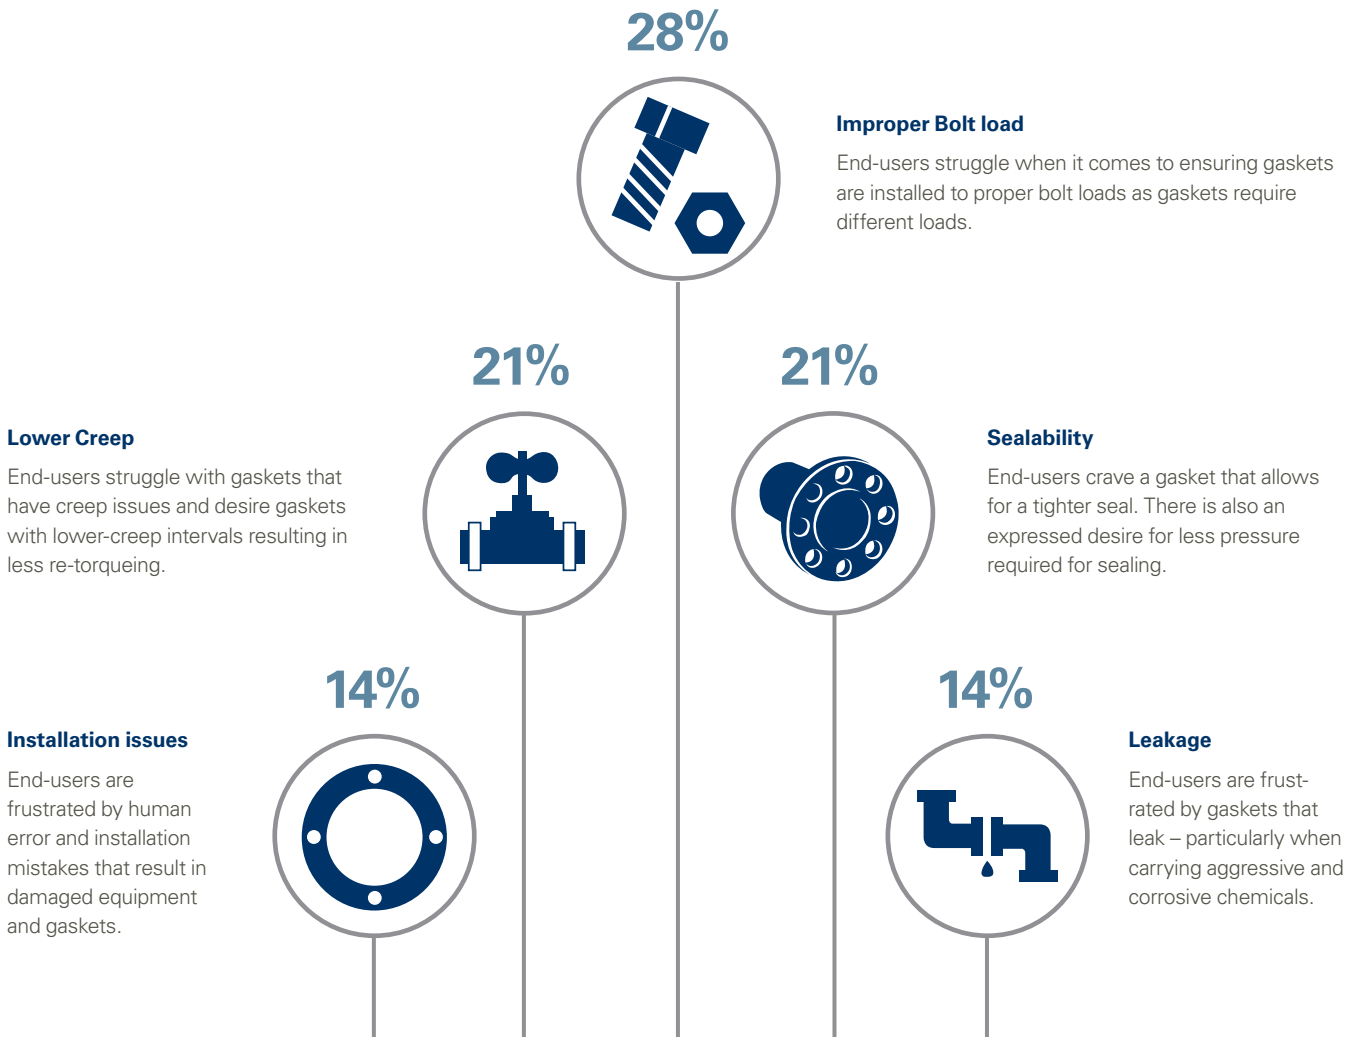 28%
Improper Bolt load
End-users struggle when it comes to ensuring gaskets
are installed to proper bolt loads as gaskets require
different loads.
21%
Lower Creep
End-users struggle with gaskets that
have creep issues and desire gaskets
with lower-creep intervals resulting in
less re-torqueing.
21%
Sealability
End-users crave a gasket that allows
for a tighter seal. There is also an
expressed desire for less pressure
required for sealing.
14%
Installation issues
End-users are
frustrated by human
error and installation
mistakes that result in
damaged equipment
and gaskets.
14%
Leakage
End-users are frust-
rated by gaskets that
leak – particularly when
carrying aggressive and
corrosive chemicals.